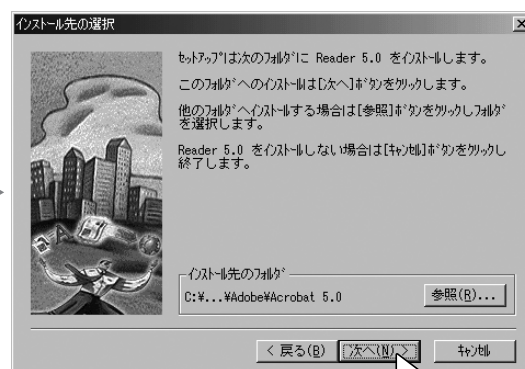 インストール先の選択
ｾｯﾄｱｯﾌﾟは次のﾌｫﾙﾀﾞに Reader 5.0 をｲﾝｽﾄｰﾙします。
このﾌｫﾙﾀﾞへのｲﾝｽﾄｰﾙは[次へ]ﾎﾞﾀﾝをｸﾘｯｸします。
他のﾌｫﾙﾀﾞへｲﾝｽﾄｰﾙする場合は[参照]ﾎﾞﾀﾝをｸﾘｯｸしﾌｫﾙﾀﾞ
を選択します。
Reader 5.0 をｲﾝｽﾄｰﾙしない場合は[ｷｬﾝｾﾙ]ﾎﾞﾀﾝをｸﾘｯｸし
終了します。
ｲﾝｽﾄｰﾙ先のﾌｫﾙﾀﾞ
C:¥...¥Adobe¥Acrobat 5.0
参照(R)...
< 戻る(B)
次へ(N) >
ｷｬﾝｾﾙ